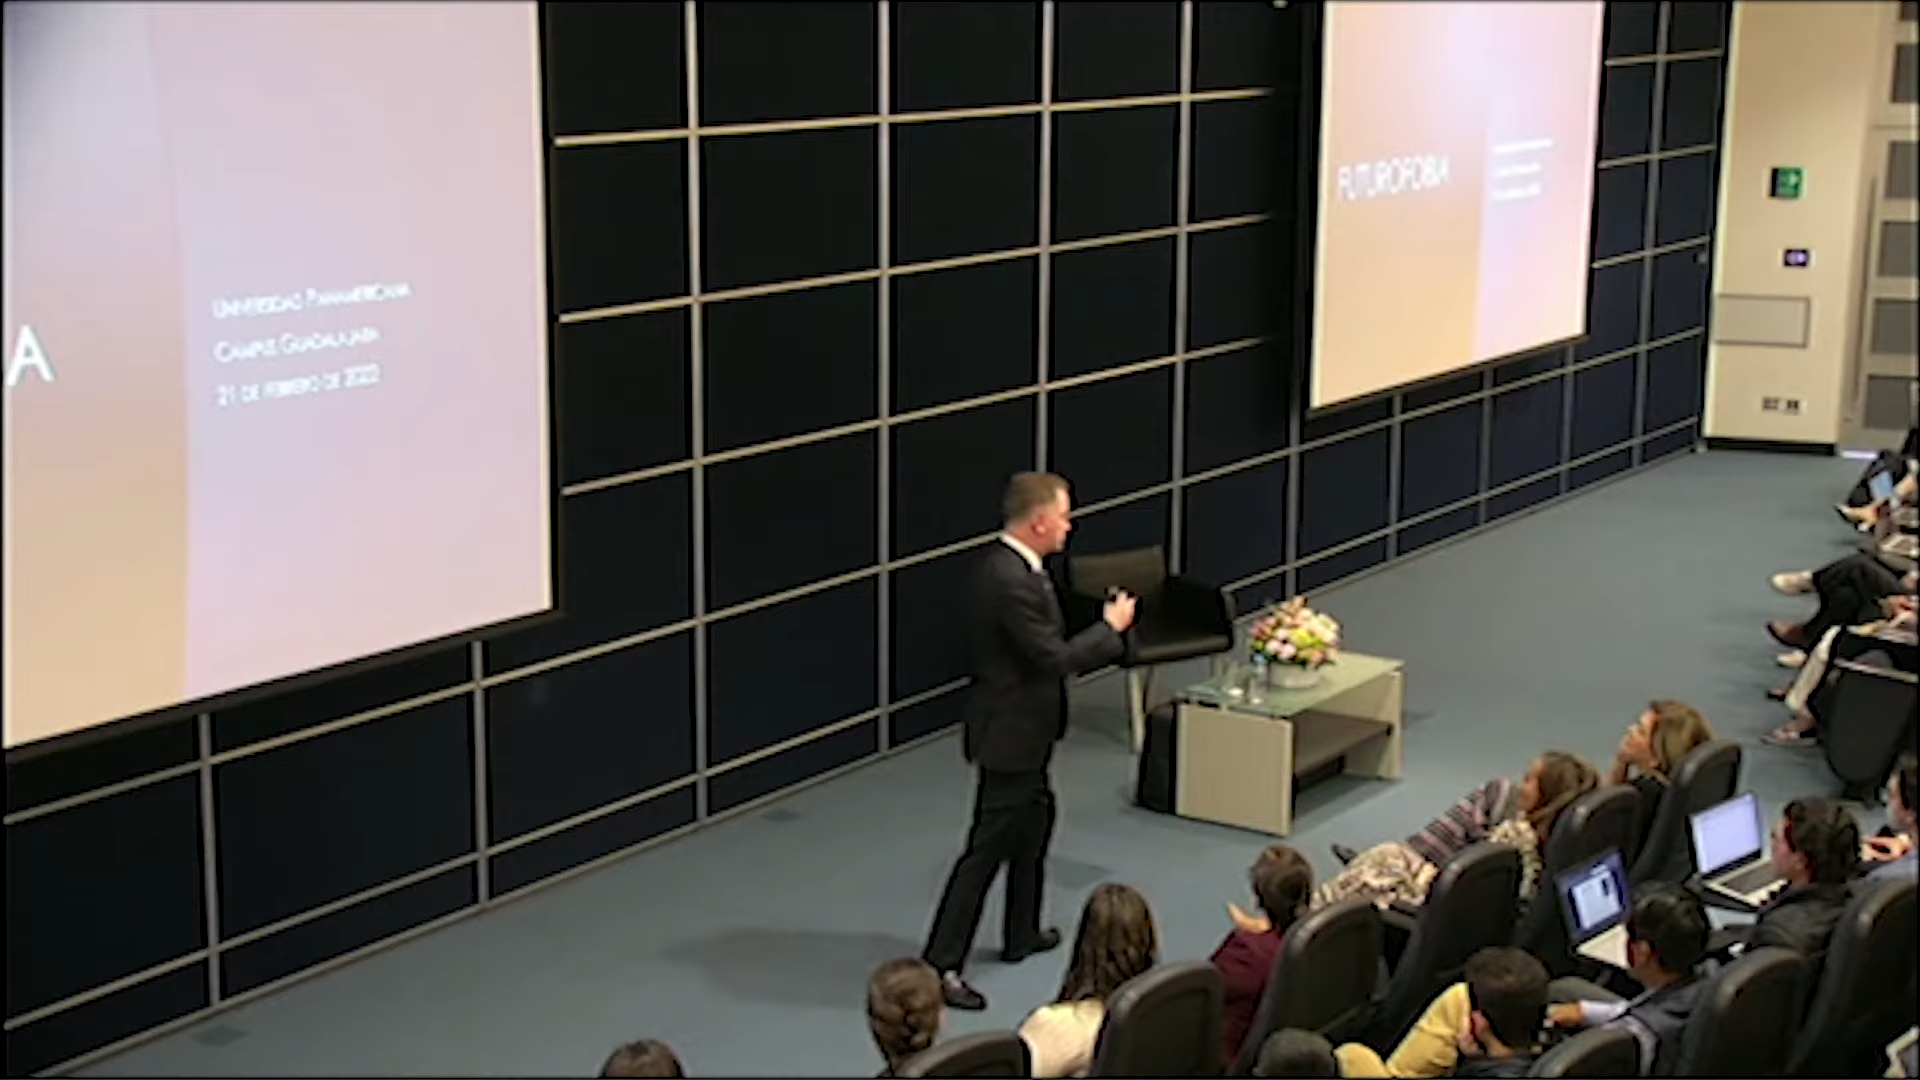 A
UNIVERSIDAD PANAMERICANA
CAMPUS GUADALAJARA
21 DE FEBRERO DE 2022
FUTUROFOBIA